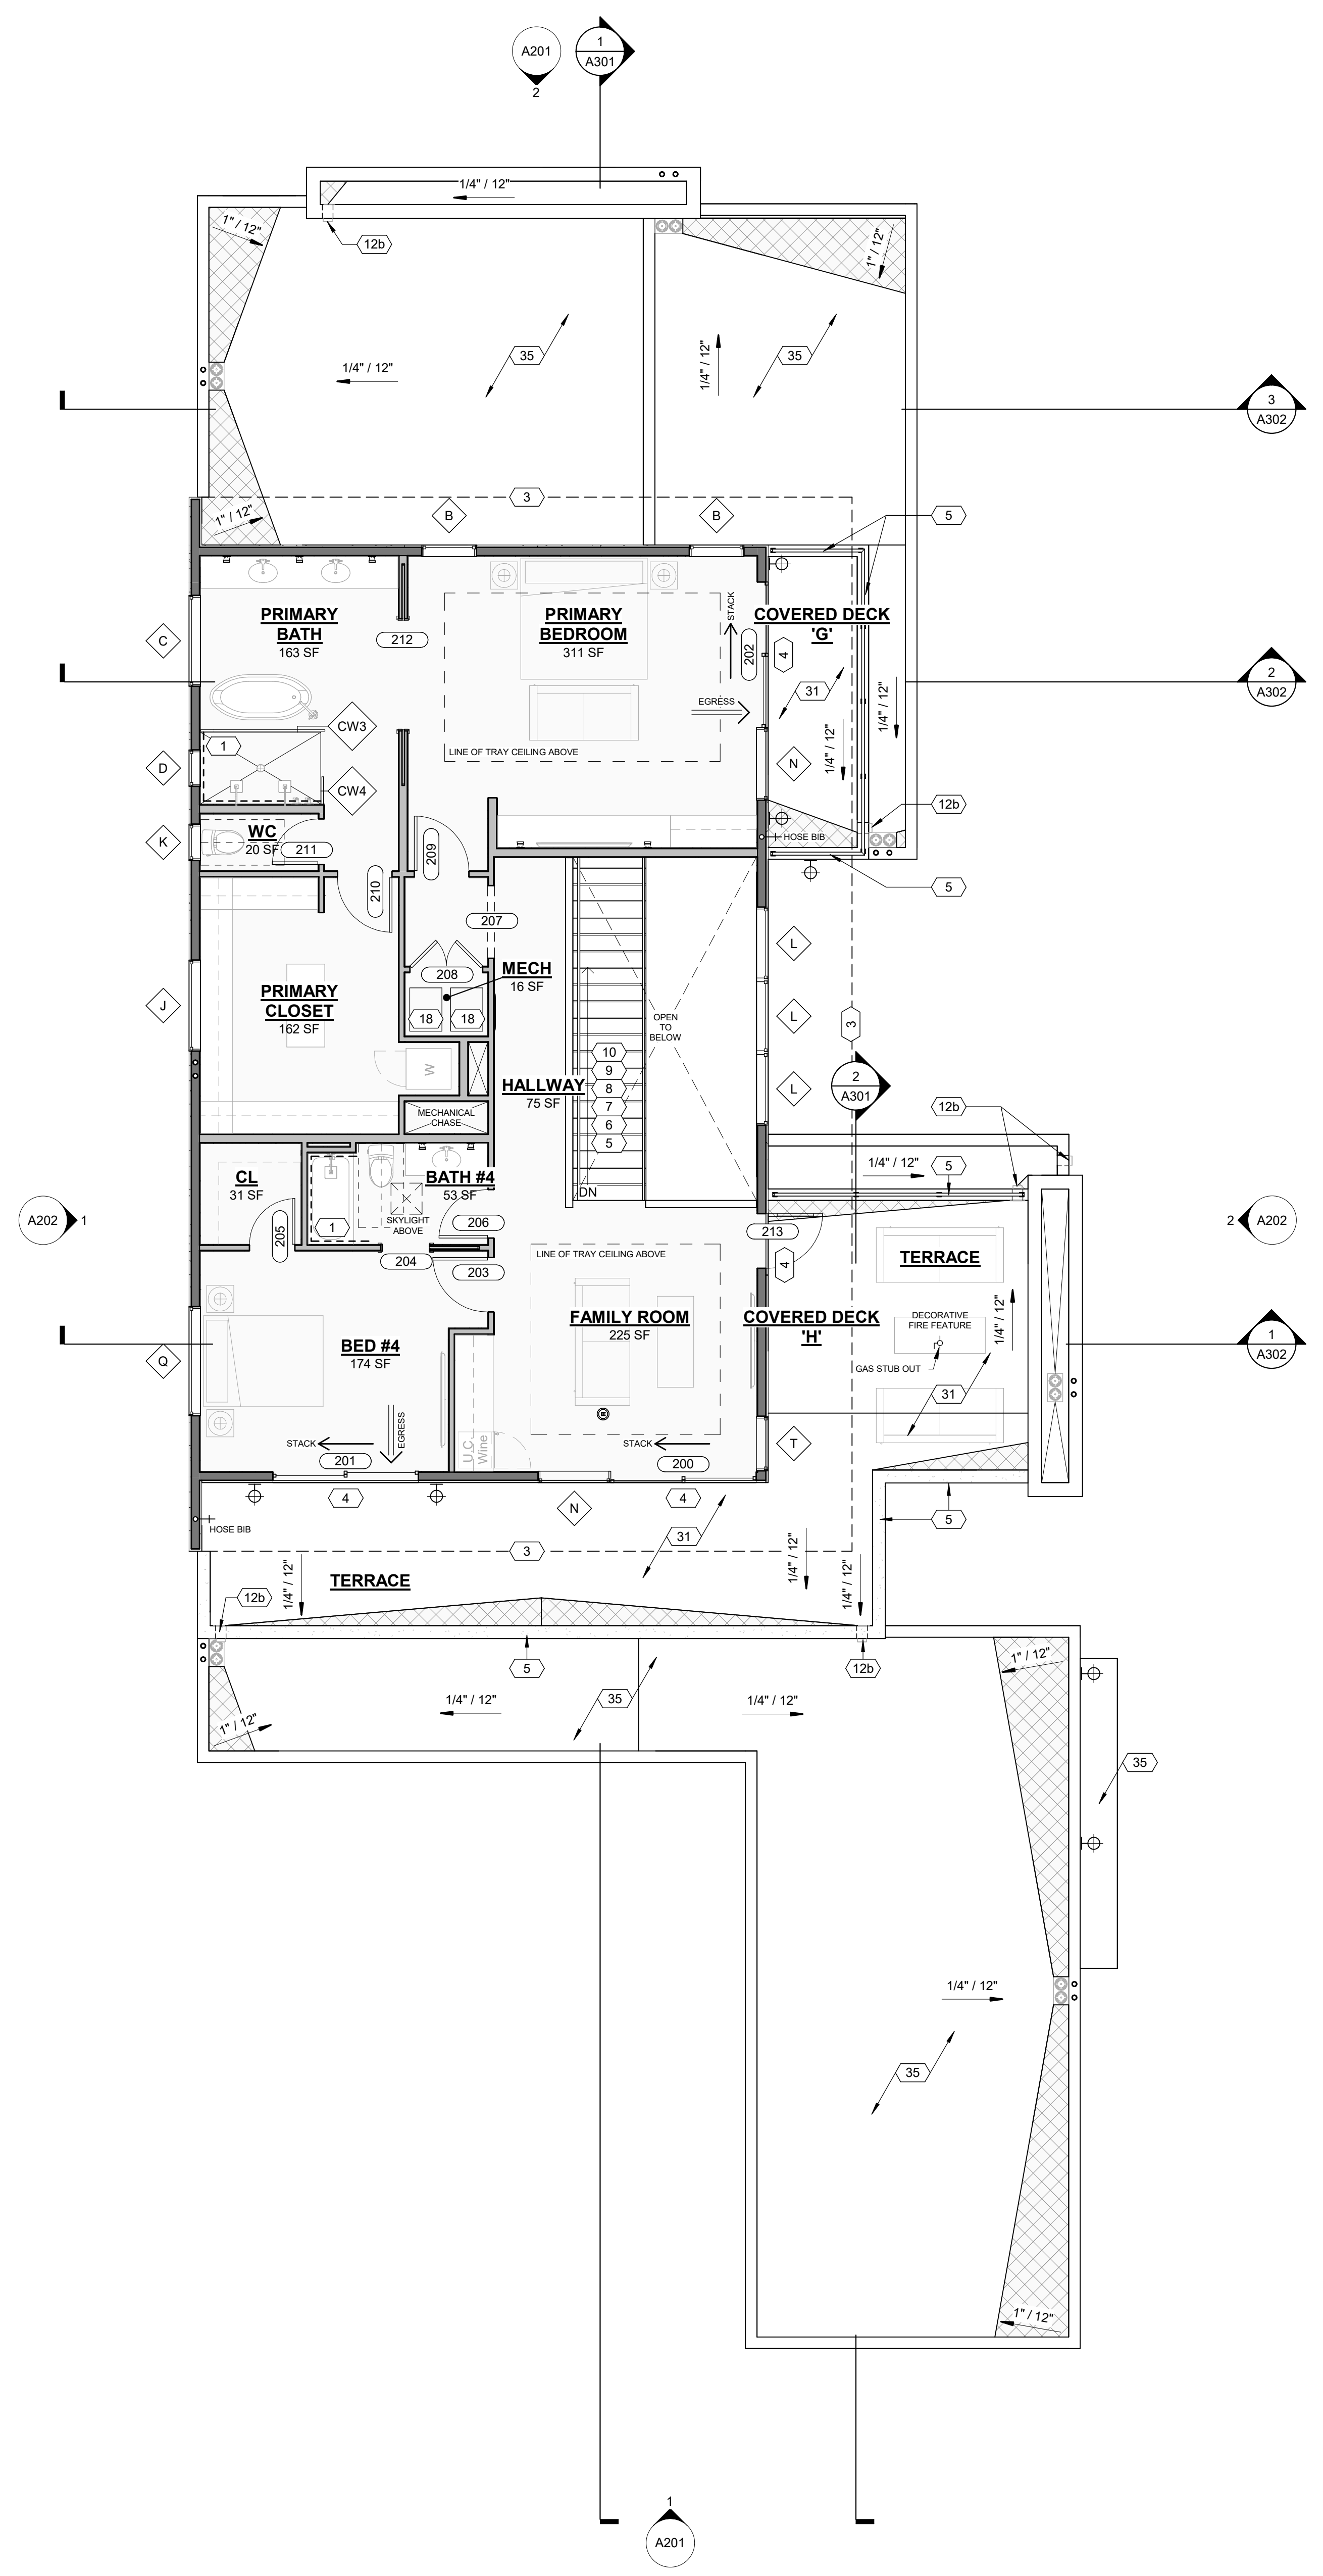 A201
2
1
A301
1/4" / 12"
12b
1" / 12"
1" / 12"
35
35
1/4" / 12"
1/4" / 12"
3
A302
1" / 12"
3
B
B
5
PRIMARY
BATH
163 SF
212
PRIMARY
BEDROOM
311 SF
STACK
202
COVERED DECK
'G'
4
C
31
2
A302
EGRESS
1/4" / 12"
1/4" / 12"
CW3
1
LINE OF TRAY CEILING ABOVE
D
N
CW4
12b
K
WC
20 SF
211
HOSE BIB
209
5
210
207
L
208
MECH
16 SF
18
18
J
PRIMARY
CLOSET
162 SF
OPEN
TO
BELOW
L
3
10
9
8
7
6
5
W
HALLWAY
75 SF
2
A301
L
MECHANICAL
CHASE
12b
1/4" / 12"
5
CL
31 SF
BATH #4
53 SF
DN
1
SKYLIGHT
ABOVE
206
205
204
203
A202
1
213
4
2
A202
LINE OF TRAY CEILING ABOVE
TERRACE
FAMILY ROOM
225 SF
COVERED DECK
'H'
DECORATIVE
FIRE FEATURE
1/4" / 12"
BED #4
174 SF
Q
GAS STUB OUT
1
A302
31
EGRESS
STACK
201
U.C.
Wine
STACK
200
T
4
N
4
5
HOSE BIB
31
3
1/4" / 12"
1/4" / 12"
1/4" / 12"
TERRACE
12b
5
12b
1" / 12"
35
1/4" / 12"
1/4" / 12"
1" / 12"
35
1/4" / 12"
35
1" / 12"
1
A201